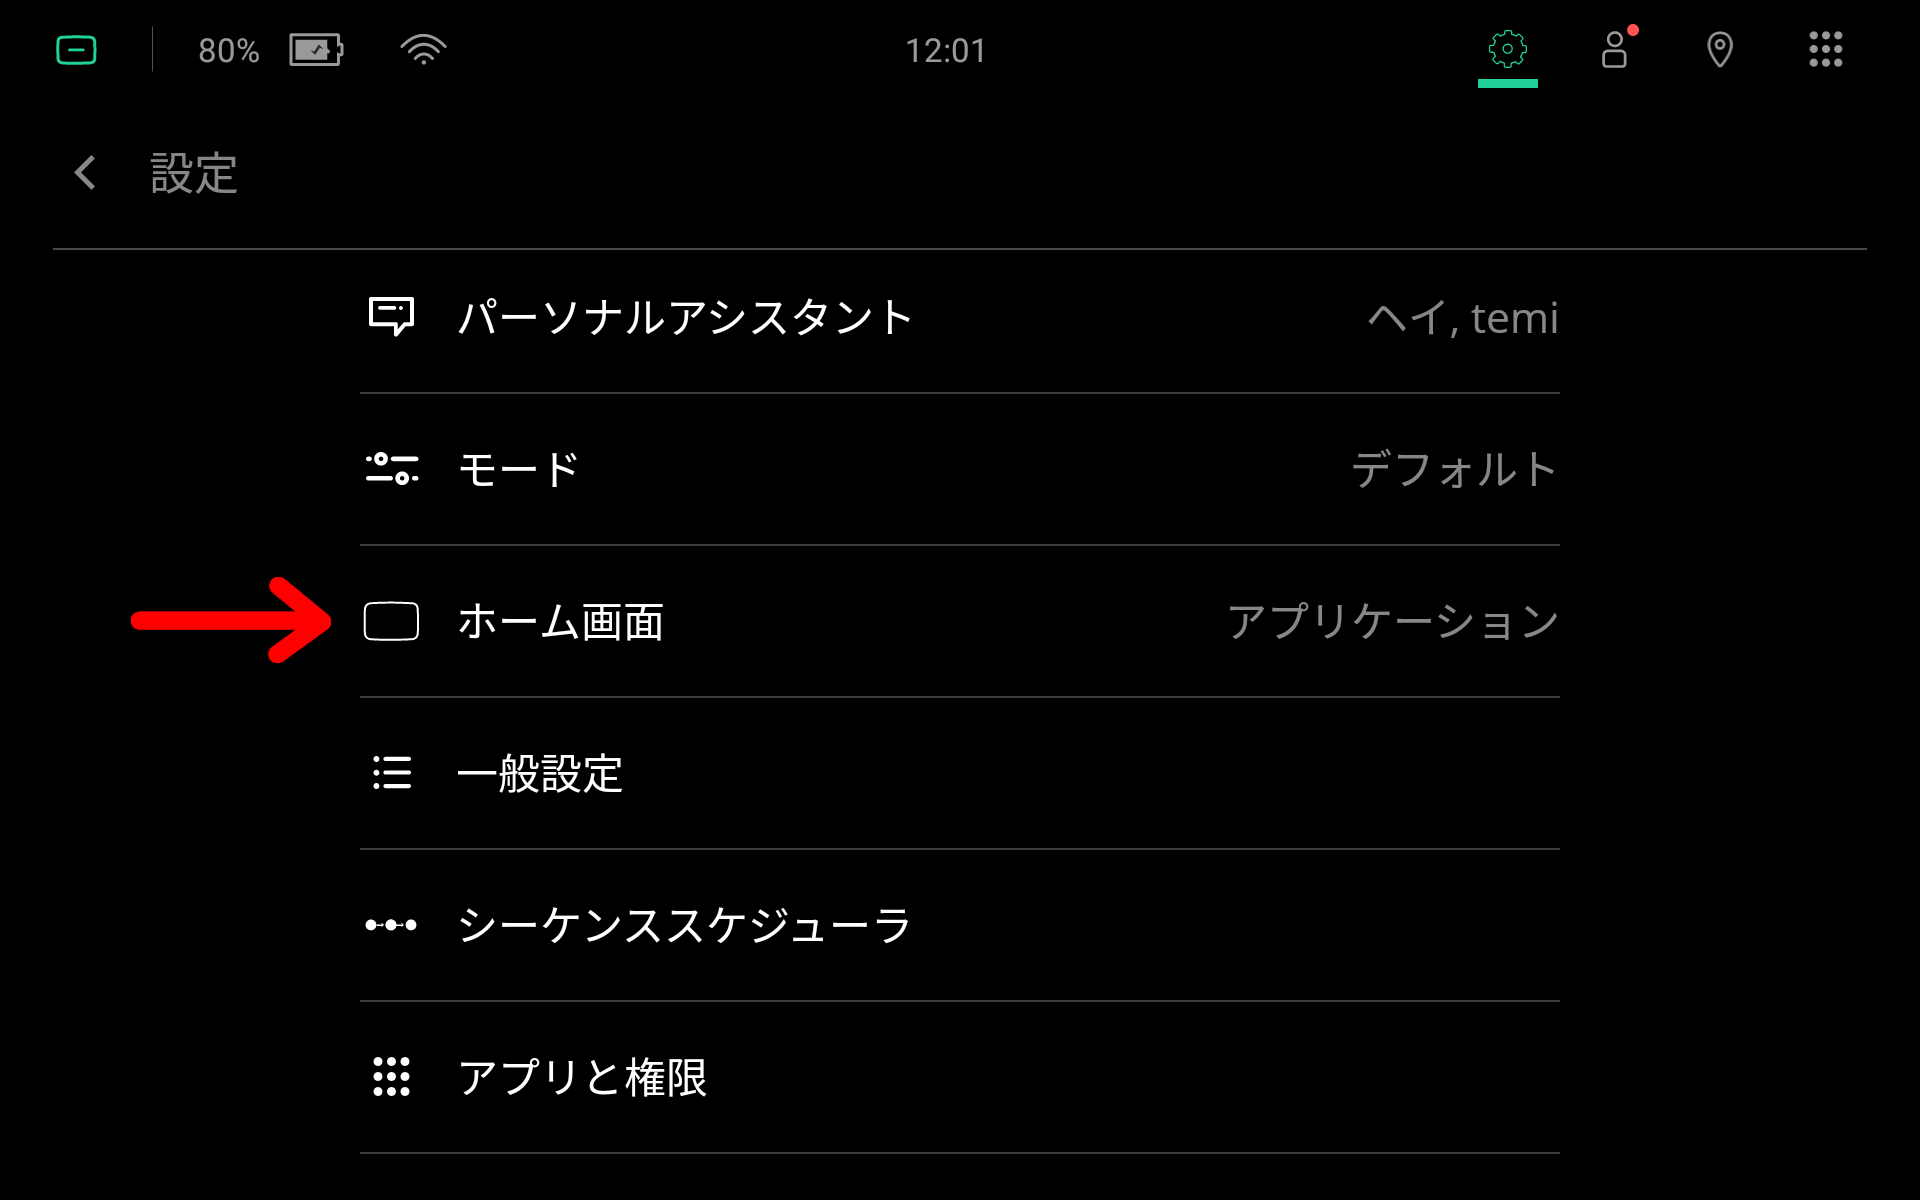 80%
12:01
設定
パーソナルアシスタント ヘイ, temi
モード デフォルト
ホーム画面 アプリケーション
一般設定
シーケンススケジューラ
アプリと権限